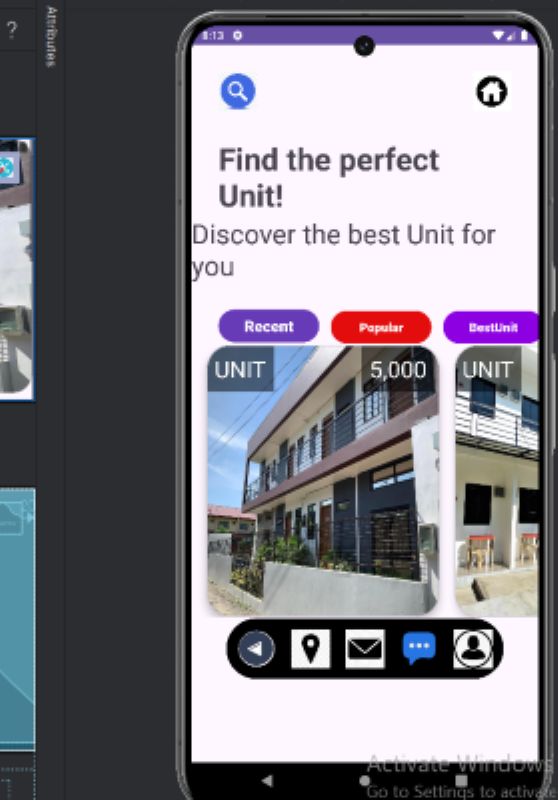 ?
Attributes
8:13
Find the perfect
Unit!
Discover the best Unit for
you
Recent
Popular
BestUnit
UNIT
5,000
UNIT
Activate Windows
Go to Settings to activate